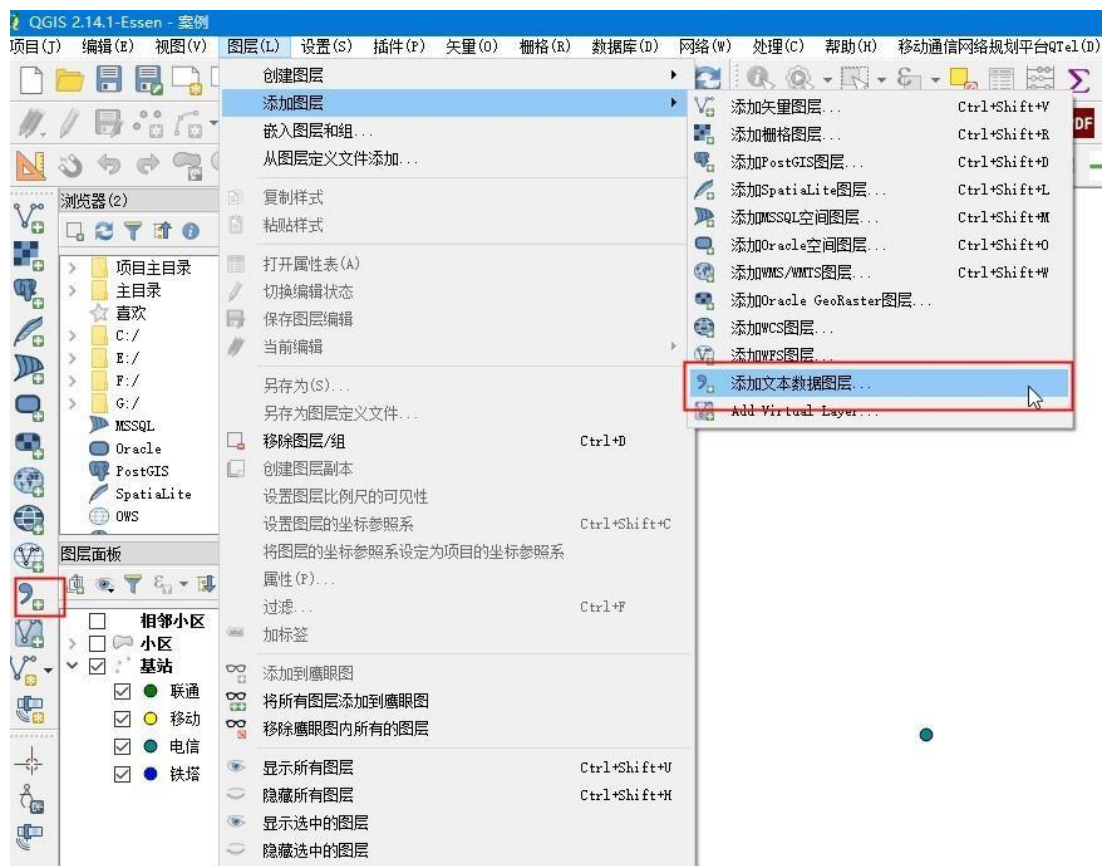 QGIS 2.14.1-Essen - 案例
项目(J) 编辑(E) 视图(V) 图层(L) 设置(S) 插件(P) 矢量(O) 栅格(R) 数据库(D) 网络(W) 处理(C) 帮助(H) 移动通信网络规划平台QTel(D)
创建图层
添加图层
嵌入图层和组...
从图层定义文件添加...
复制样式
粘贴样式
打开属性表(A)
切换编辑状态
保存图层编辑
当前编辑
另存为(S)...
另存为图层定义文件...
移除图层/组 Ctrl+D
创建图层副本
设置图层比例尺的可见性
设置图层的坐标参照系 Ctrl+Shift+C
将图层的坐标参照系设定为项目的坐标参照系
属性(P)...
过滤... Ctrl+F
加标签
添加到鹰眼图
将所有图层添加到鹰眼图
移除鹰眼图内所有的图层
显示所有图层 Ctrl+Shift+U
隐藏所有图层 Ctrl+Shift+H
显示选中的图层
隐藏选中的图层
添加矢量图层... Ctrl+Shift+V
添加栅格图层... Ctrl+Shift+R
添加PostGIS图层... Ctrl+Shift+D
添加SpatiaLite图层... Ctrl+Shift+L
添加MSSQL空间图层... Ctrl+Shift+M
添加Oracle空间图层... Ctrl+Shift+O
添加WMS/WMTS图层... Ctrl+Shift+W
添加Oracle GeoRaster图层...
添加WCS图层...
添加WFS图层...
添加文本数据图层...
Add Virtual Layer...
PDF
浏览器(2)
项目主目录
主目录
喜欢
C:/
E:/
F:/
G:/
MSSQL
Oracle
PostGIS
SpatiaLite
OWS
图层面板
相邻小区
小区
基站
联通
移动
电信
铁塔